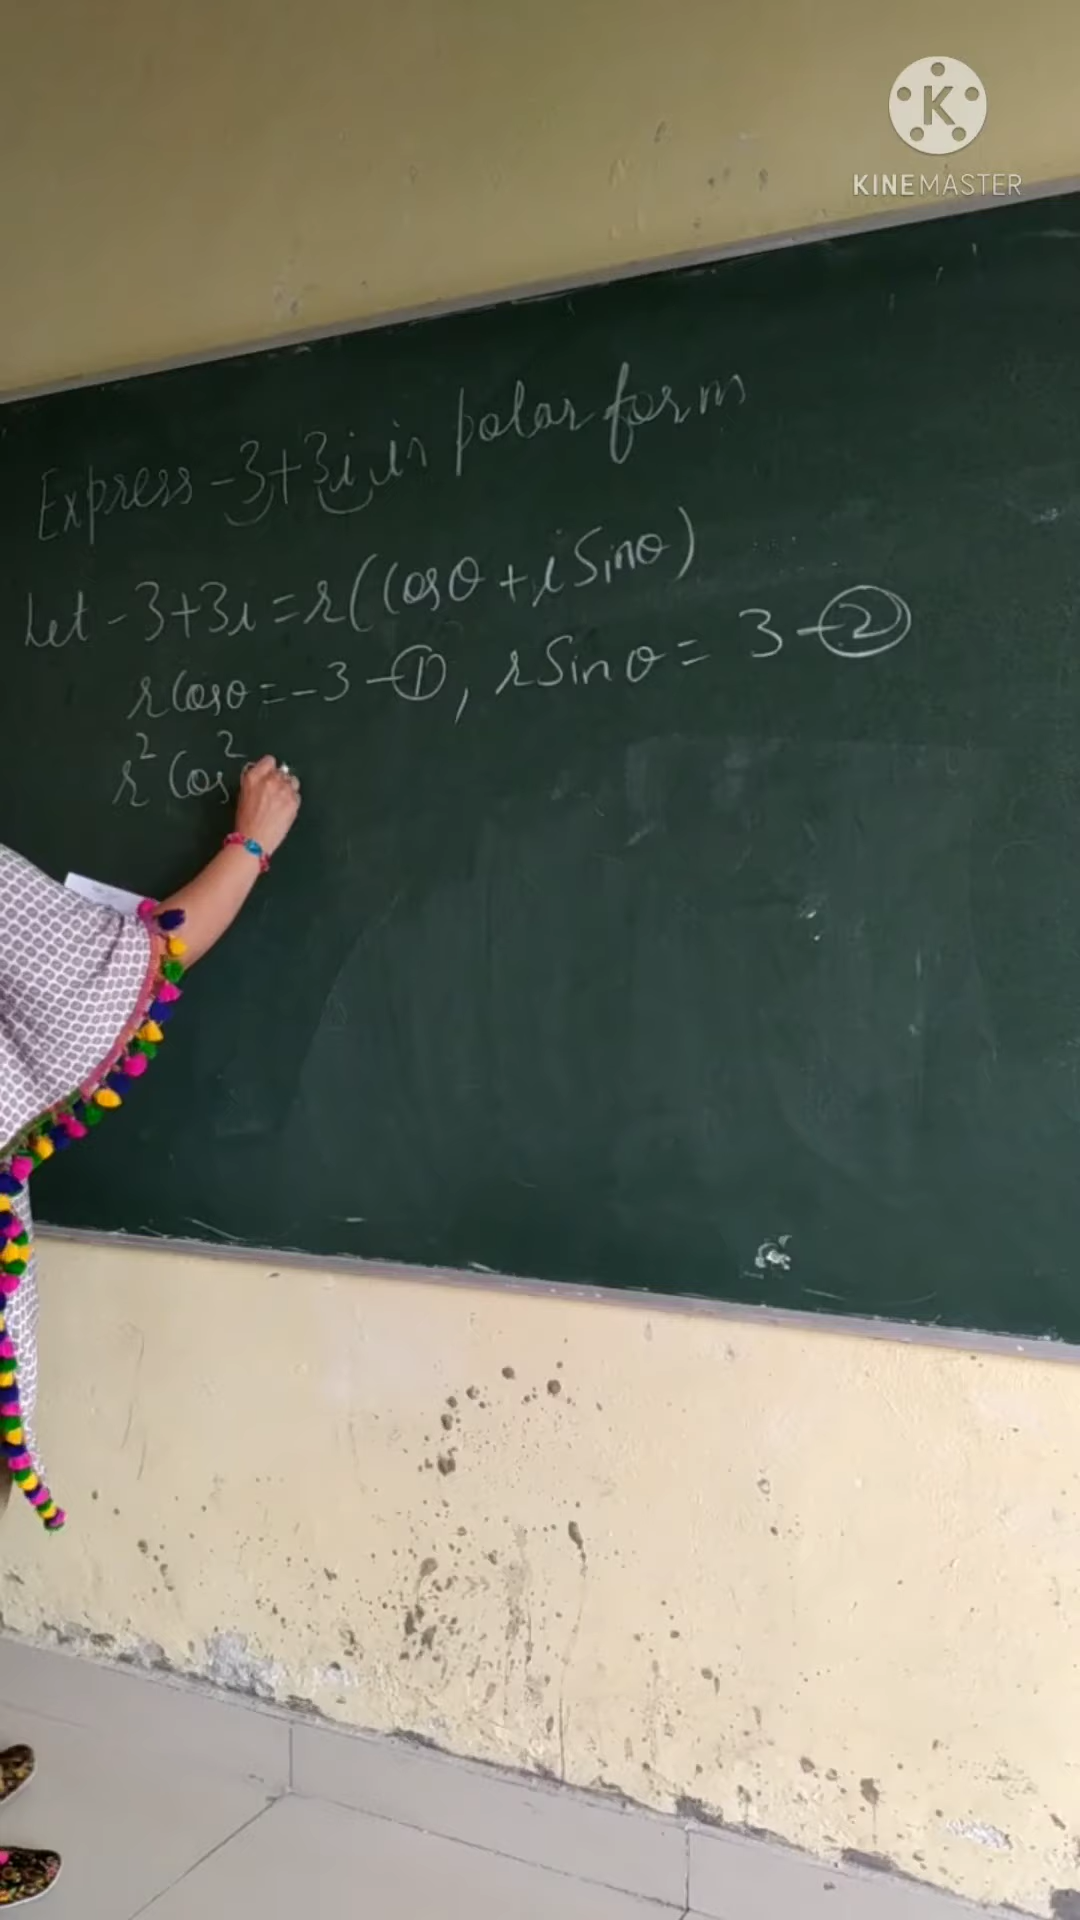 KINEMASTER
Express -3+3i in polar form
Let -3+3i = r(Cosθ + i Sinθ)
r Cosθ = -3 - ①, r Sinθ = 3 - ②
r² Cos²